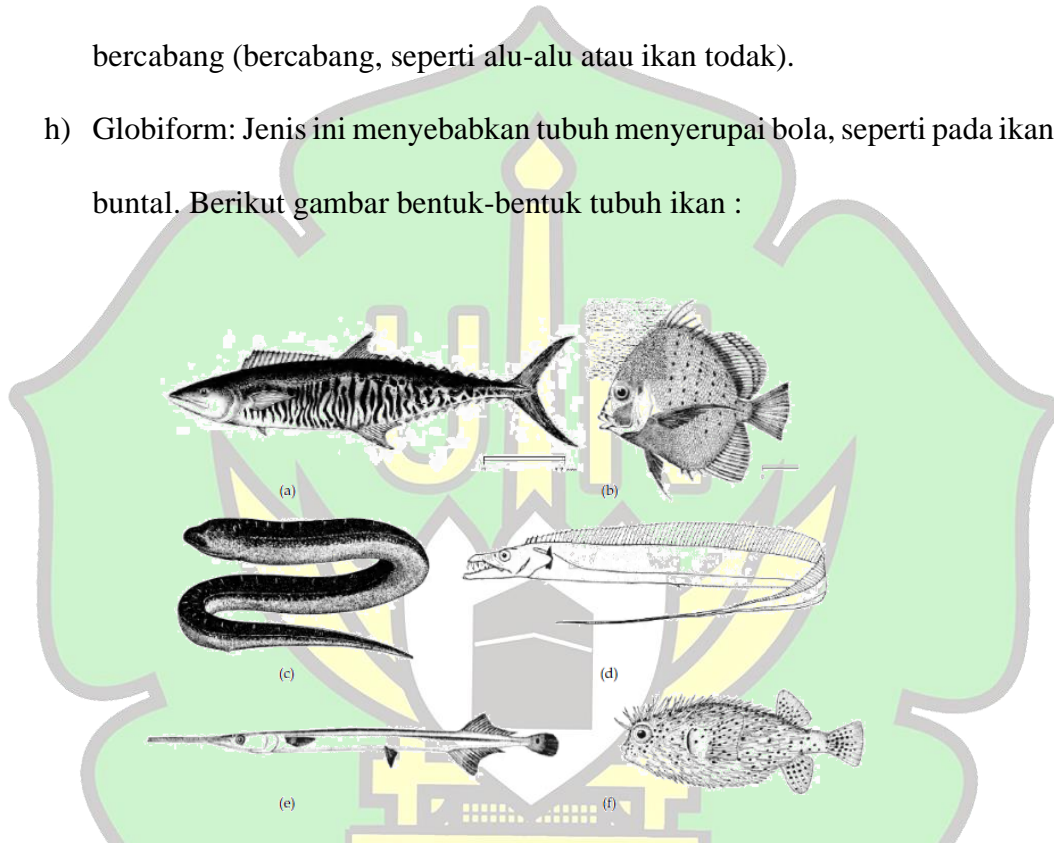 bercabang (bercabang, seperti alu-alu atau ikan todak).
h) Globiform: Jenis ini menyebabkan tubuh menyerupai bola, seperti pada ikan
buntal. Berikut gambar bentuk-bentuk tubuh ikan :
UIN
(a)
(b)
(c)
(d)
(e)
(f)